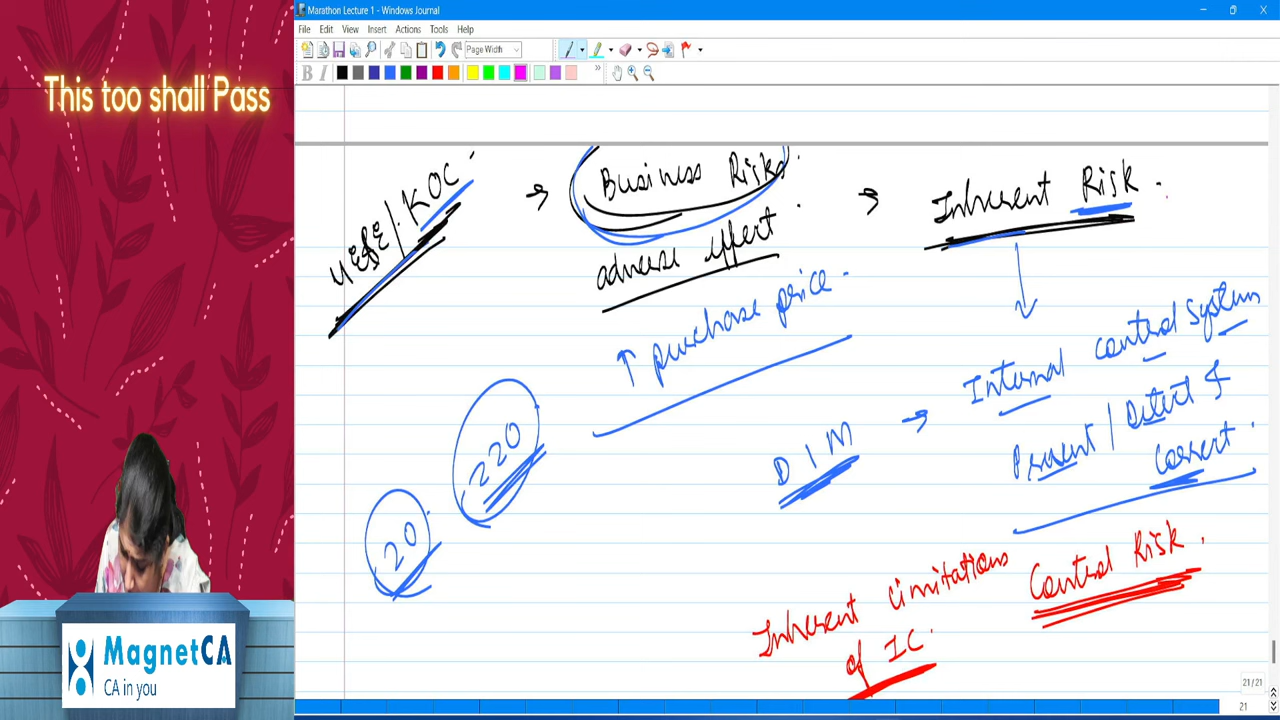 This too shall Pass
Marathon Lecture 1 - Windows Journal
File Edit View Insert Actions Tools Help
Page Width
B I
/ KOC
→ Business Risks.
adverse effect
→ Inherent Risk.
↑ purchase price.
Internal control system
D I M →
Prevent / Detect &
Correct.
220
20
Control Risk.
Inherent Limitations
of IC.
MagnetCA
CA in you
21/21
21